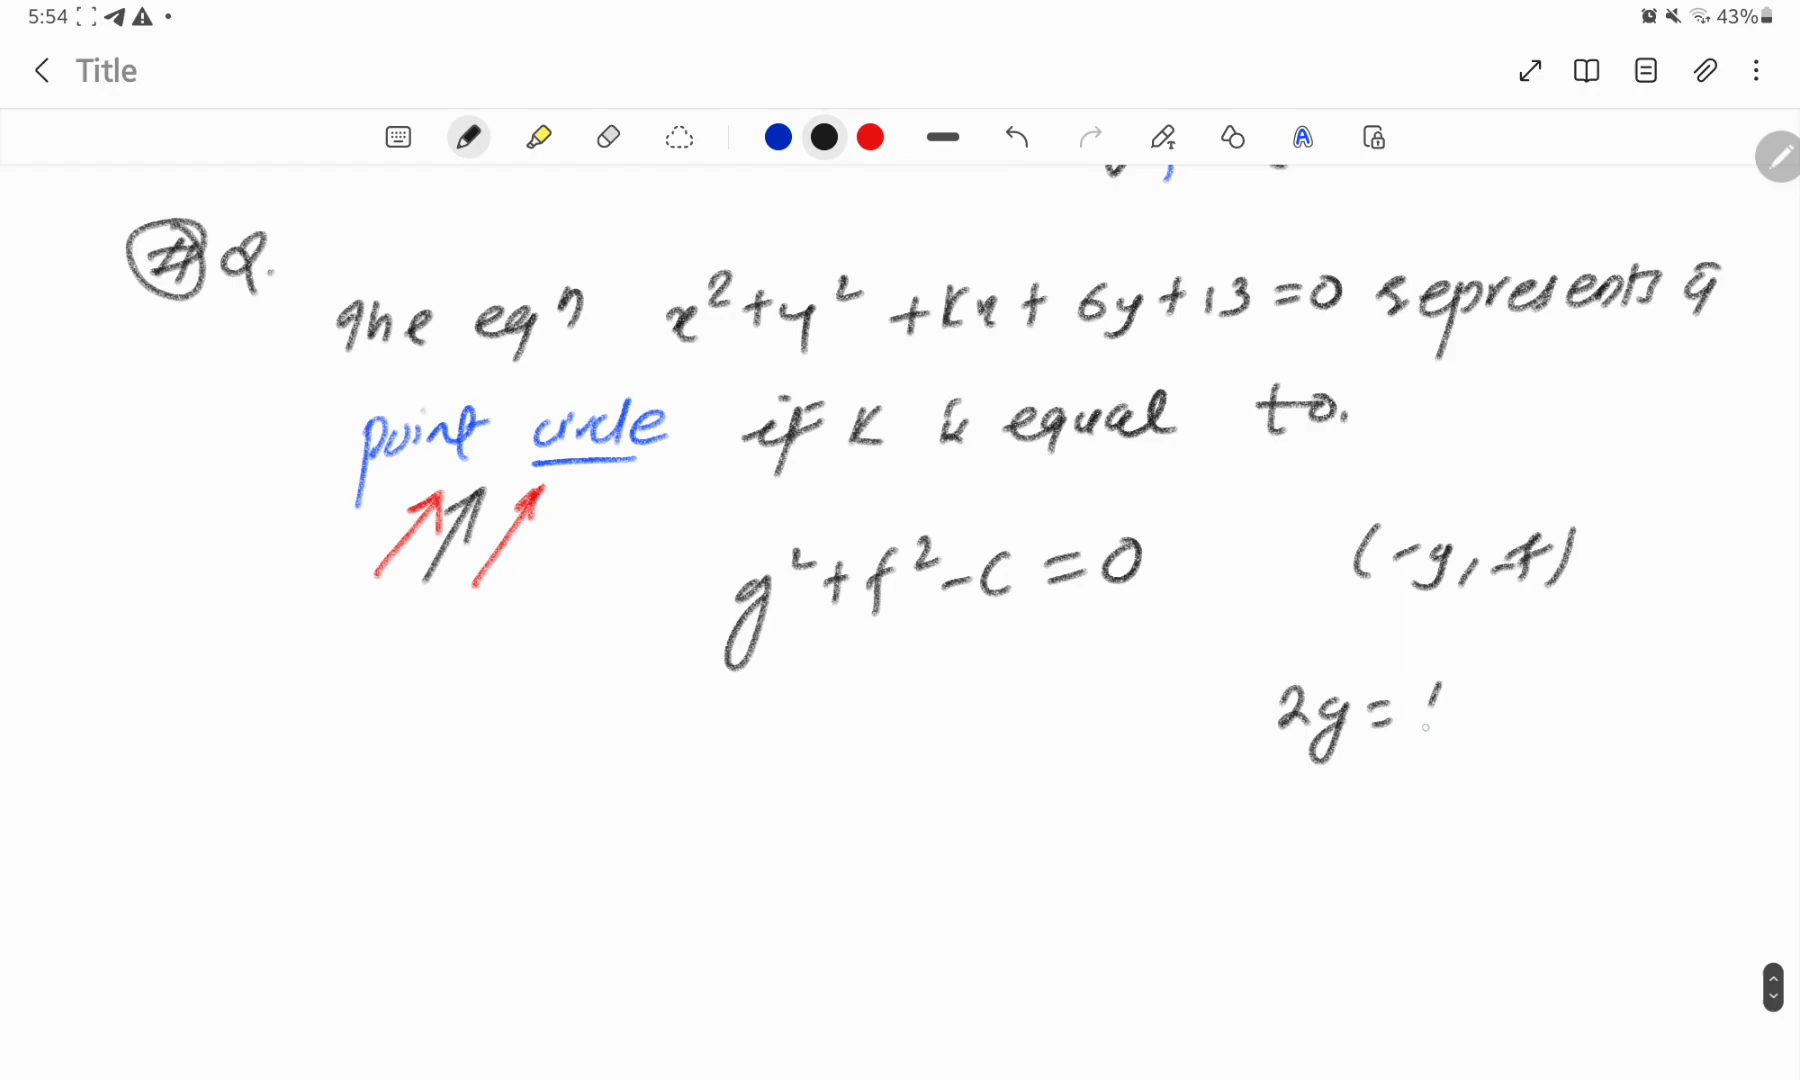 5:54
43%
Title
# Q.
The eqn x²+y²+Kx+6y+13=0 represents a
point circle if K is equal to.
g²+f²-c=0
(-g,-f)
2g=